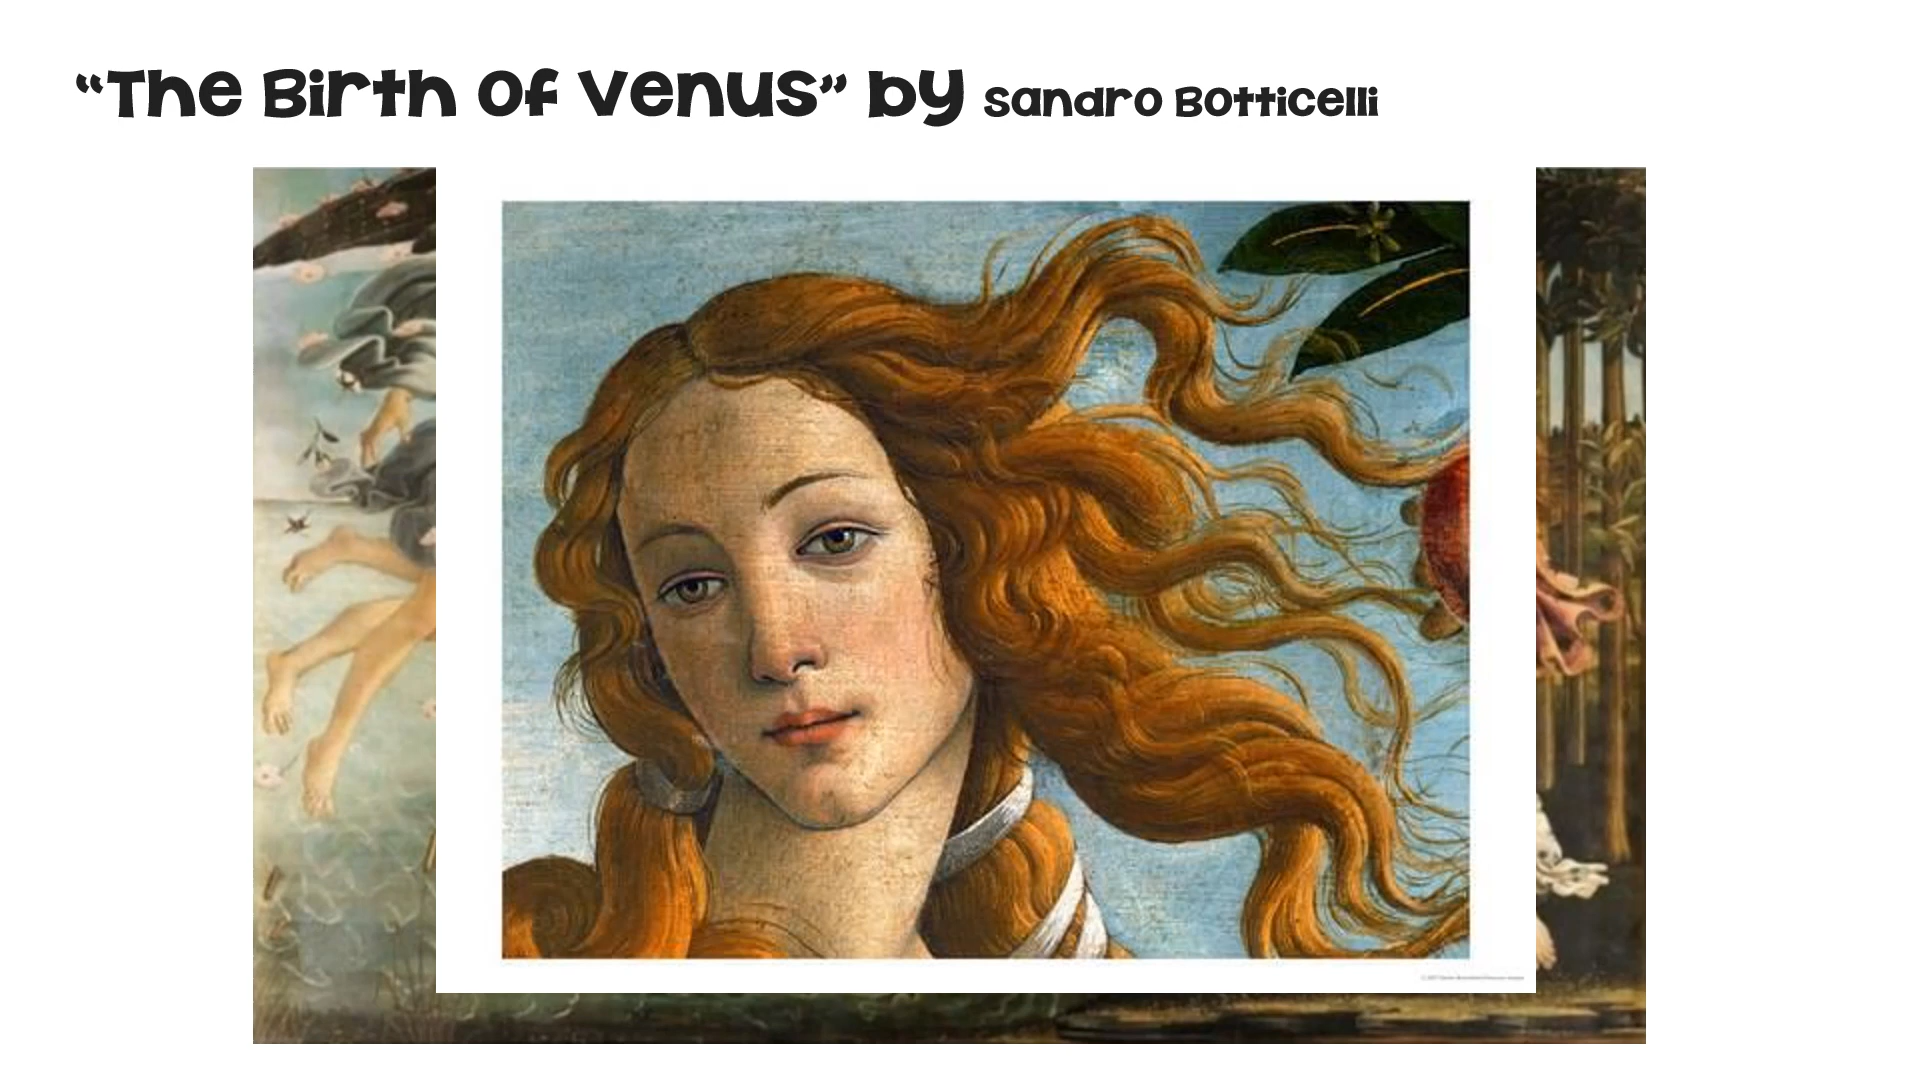 “The Birth of Venus” by Sandro Botticelli